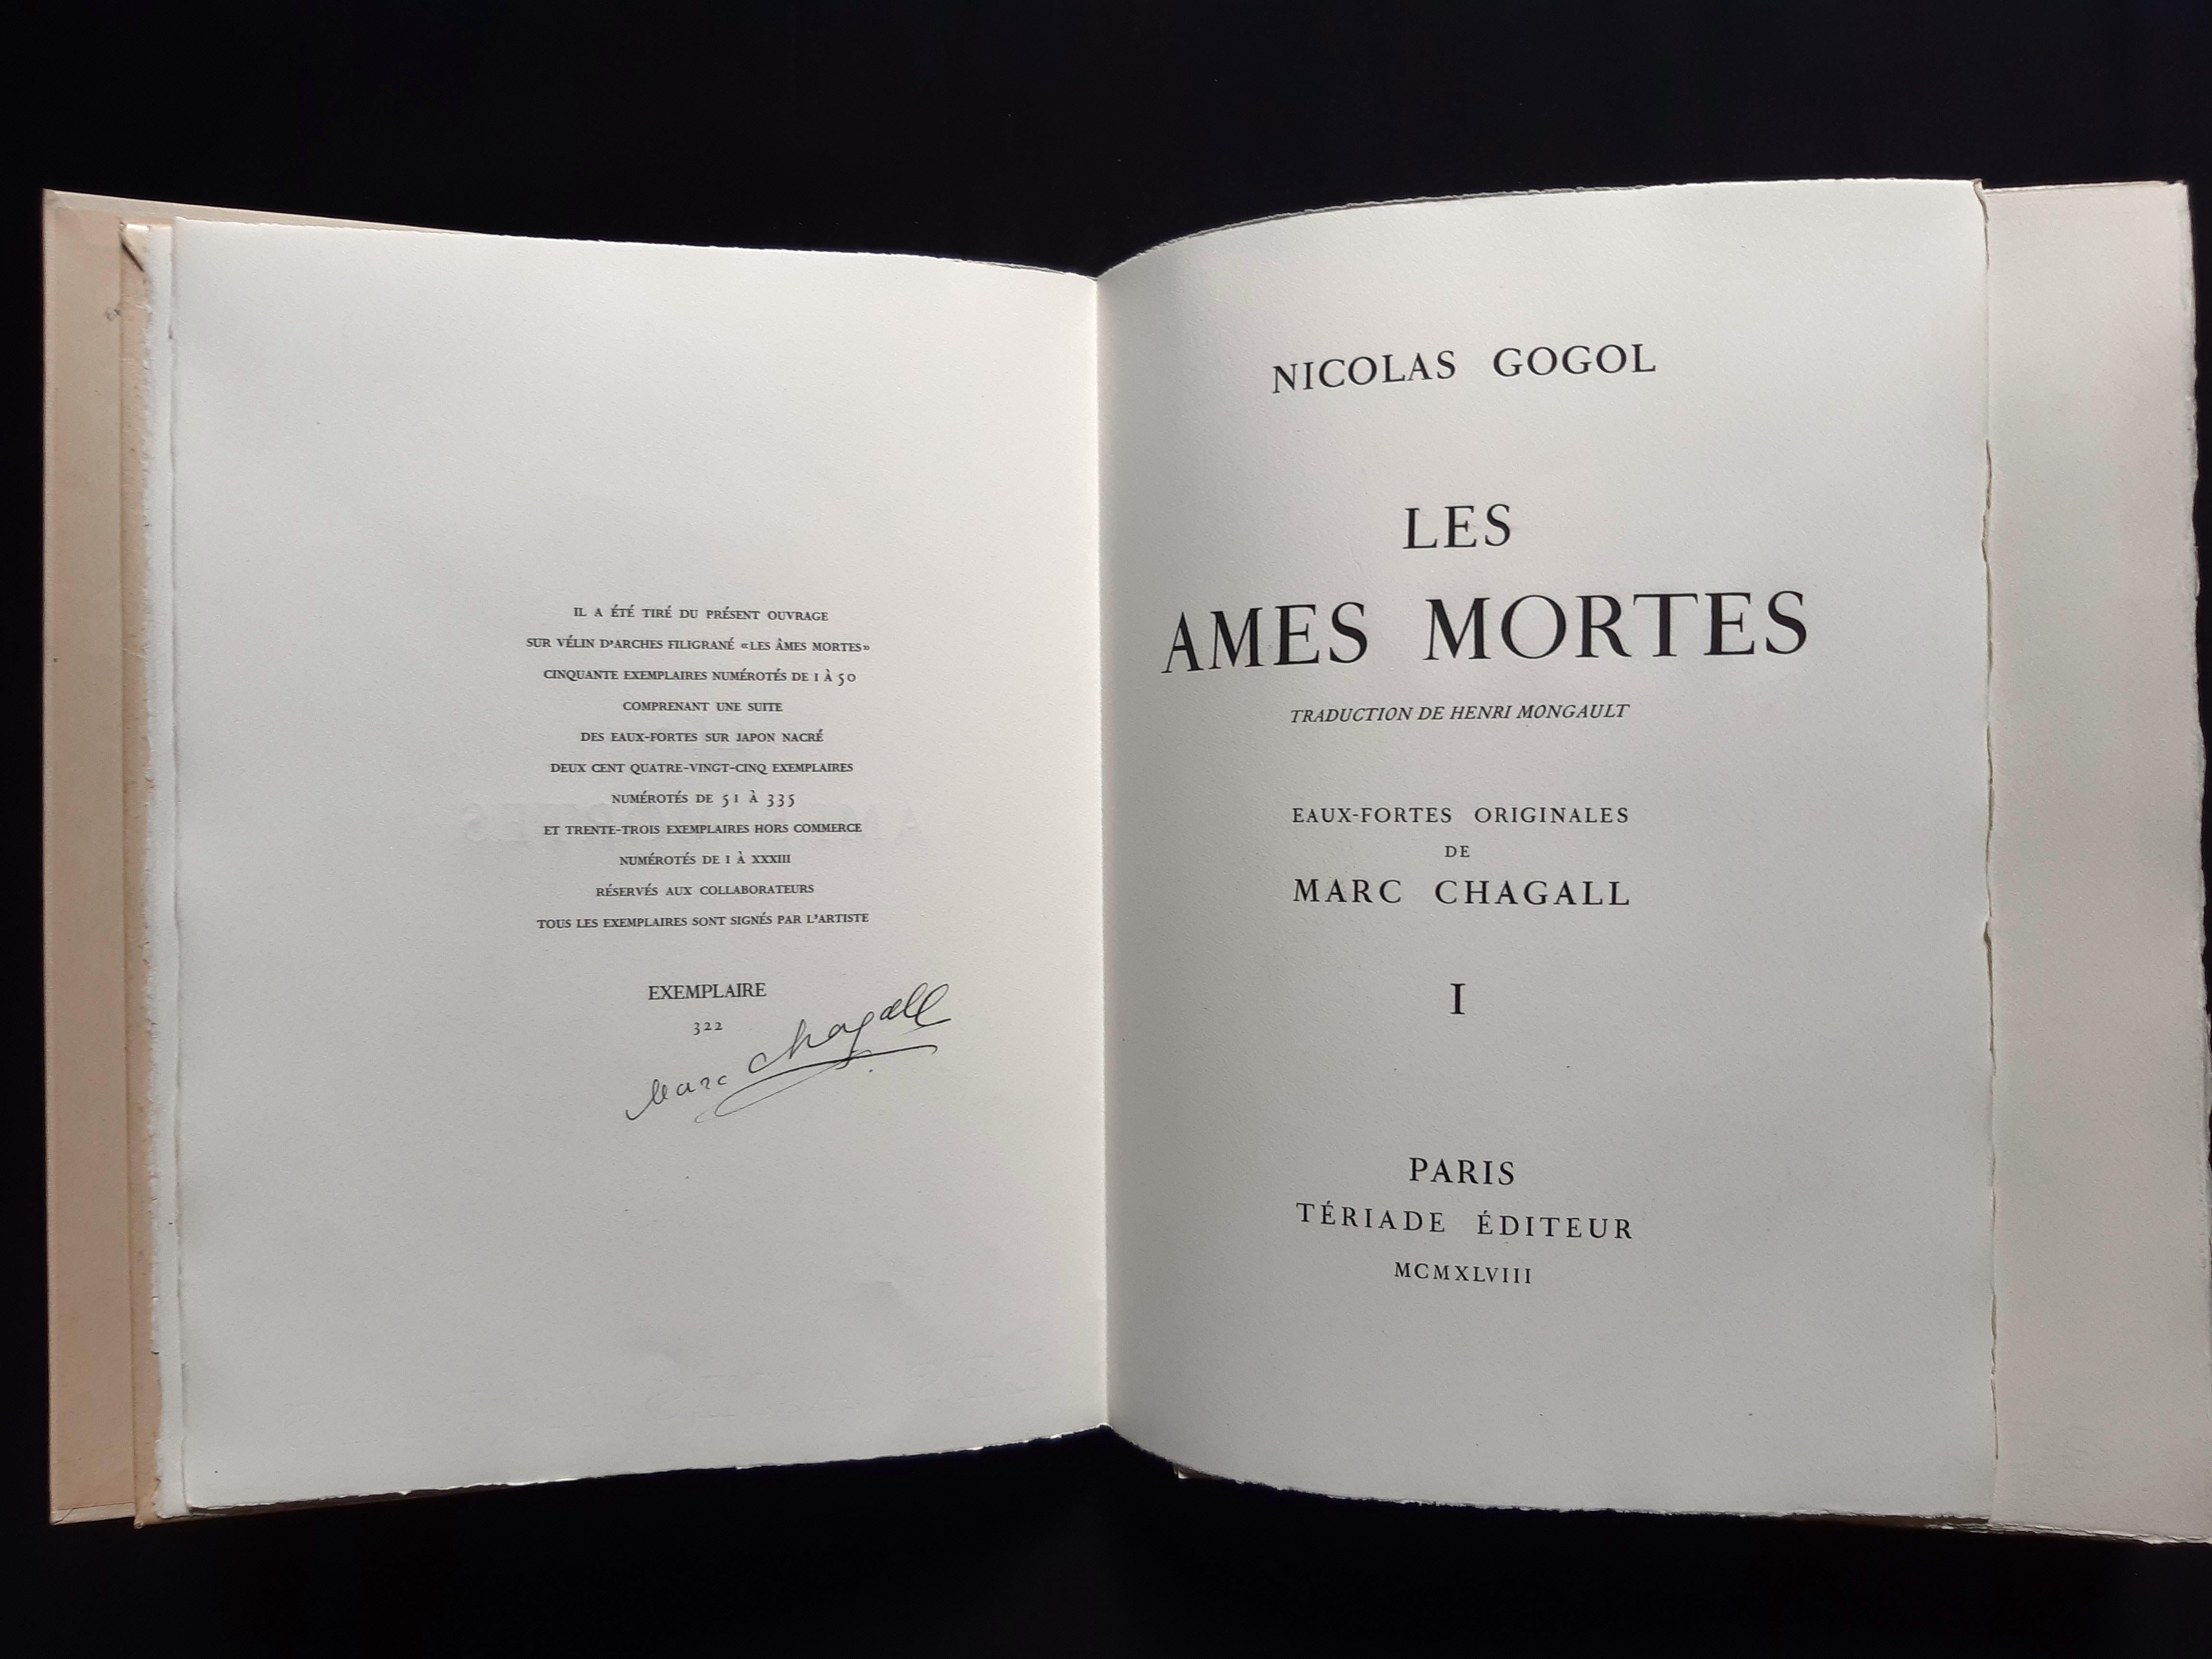 IL A ÉTÉ TIRÉ DU PRÉSENT OUVRAGE
SUR VÉLIN D'ARCHES FILIGRANÉ «LES ÂMES MORTES»
CINQUANTE EXEMPLAIRES NUMÉROTÉS DE 1 À 50
COMPRENANT UNE SUITE
DES EAUX-FORTES SUR JAPON NACRÉ
DEUX CENT QUATRE-VINGT-CINQ EXEMPLAIRES
NUMÉROTÉS DE 51 À 335
ET TRENTE-TROIS EXEMPLAIRES HORS COMMERCE
NUMÉROTÉS DE I À XXXIII
RÉSERVÉS AUX COLLABORATEURS
TOUS LES EXEMPLAIRES SONT SIGNÉS PAR L'ARTISTE
EXEMPLAIRE
322
Marc Chagall
NICOLAS GOGOL
LES
AMES MORTES
TRADUCTION DE HENRI MONGAULT
EAUX-FORTES ORIGINALES
DE
MARC CHAGALL
I
PARIS
TÉRIADE ÉDITEUR
MCMXLVIII